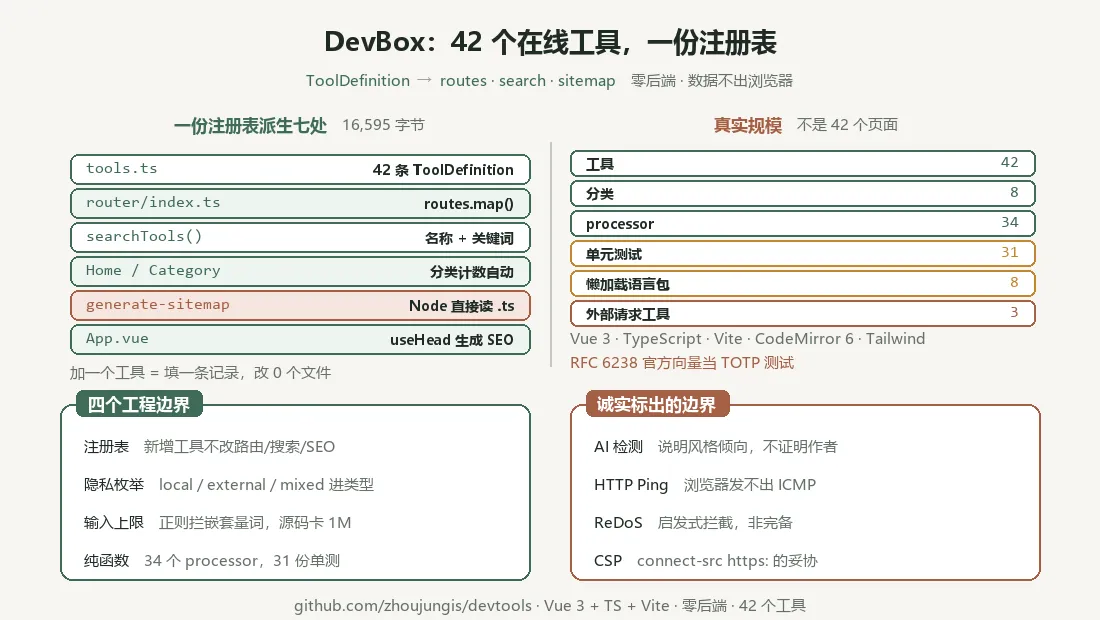 DevBox：42 个在线工具，一份注册表
ToolDefinition → routes · search · sitemap 零后端 · 数据不出浏览器
一份注册表派生七处 16,595 字节
tools.ts 42 条 ToolDefinition
router/index.ts routes.map()
searchTools() 名称 + 关键词
Home / Category 分类计数自动
generate-sitemap Node 直接读 .ts
App.vue useHead 生成 SEO
加一个工具 = 填一条记录，改 0 个文件
真实规模 不是 42 个页面
工具 42
分类 8
processor 34
单元测试 31
懒加载语言包 8
外部请求工具 3
Vue 3 · TypeScript · Vite · CodeMirror 6 · Tailwind
RFC 6238 官方向量当 TOTP 测试
四个工程边界
注册表 新增工具不改路由/搜索/SEO
隐私枚举 local / external / mixed 进类型
输入上限 正则拦嵌套量词，源码卡 1M
纯函数 34 个 processor，31 份单测
诚实标出的边界
AI 检测 说明风格倾向，不证明作者
HTTP Ping 浏览器发不出 ICMP
ReDoS 启发式拦截，非完备
CSP connect-src https: 的妥协
github.com/zhoujungis/devtools · Vue 3 + TS + Vite · 零后端 · 42 个工具